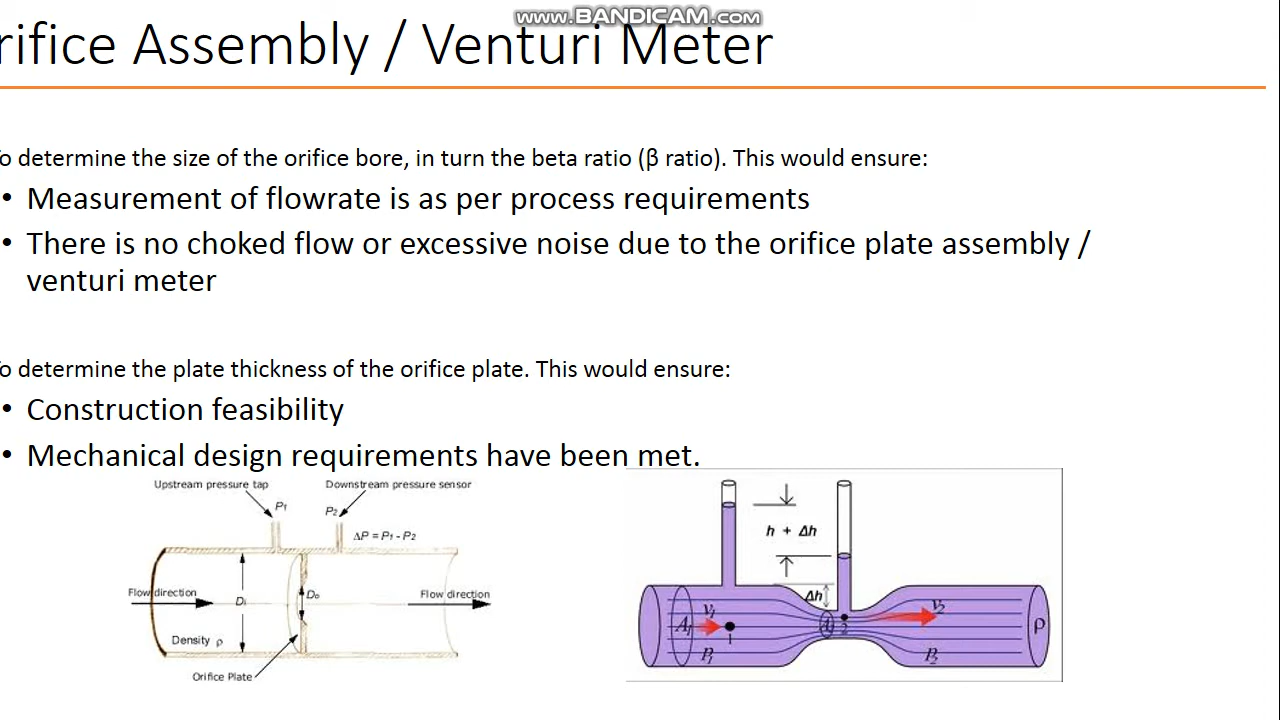 www.BANDICAM.com
rifice Assembly / Venturi Meter
o determine the size of the orifice bore, in turn the beta ratio (β ratio). This would ensure:
• Measurement of flowrate is as per process requirements
• There is no choked flow or excessive noise due to the orifice plate assembly /
venturi meter
o determine the plate thickness of the orifice plate. This would ensure:
• Construction feasibility
• Mechanical design requirements have been met.
Upstream pressure tap
Downstream pressure sensor
P1
P2
ΔP = P1 - P2
Flow direction
Di
Do
Flow direction
Density ρ
Orifice Plate
h + Δh
Δh
v1
v2
A1
1
2
ρ
P1
P2